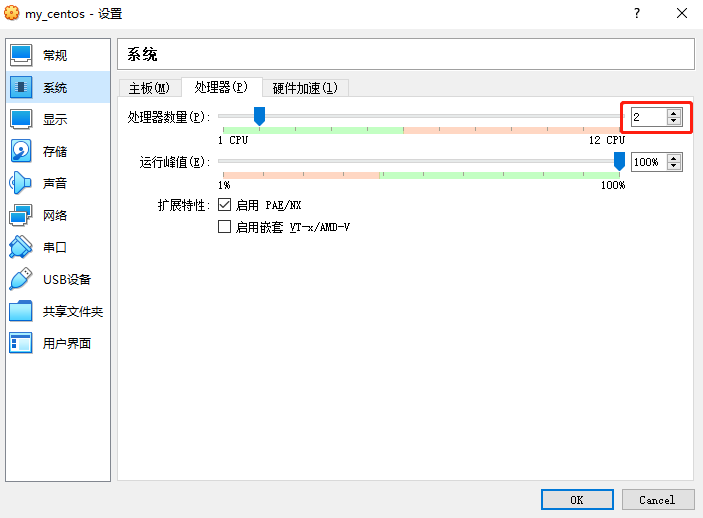 my_centos - 设置
常规
系统
显示
存储
声音
网络
串口
USB设备
共享文件夹
用户界面
系统
主板(M) 处理器(P) 硬件加速(l)
处理器数量(P): 2
1 CPU 12 CPU
运行峰值(E): 100%
1% 100%
扩展特性: 启用 PAE/NX
启用嵌套 VT-x/AMD-V
OK Cancel